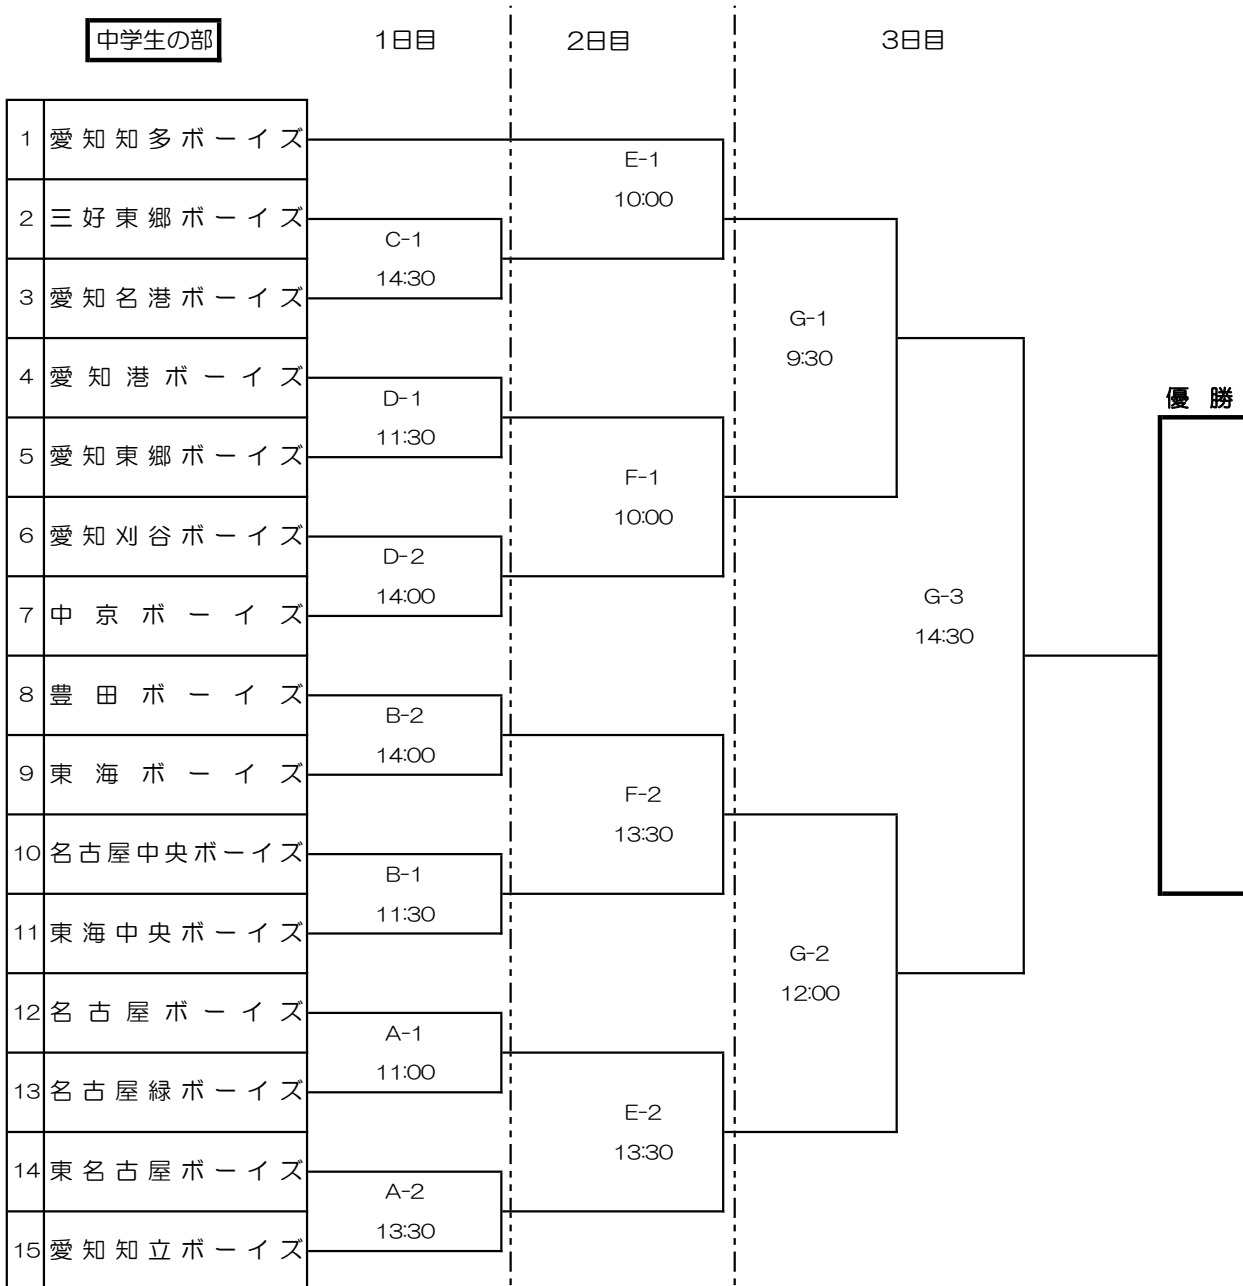 中学生の部 1日目 2日目 3日目
1 愛知知多ボーイズ
E-1
10:00
2 三好東郷ボーイズ
C-1
14:30
3 愛知名港ボーイズ
G-1
9:30
4 愛知港ボーイズ
D-1
11:30
優勝
5 愛知東郷ボーイズ
F-1
10:00
6 愛知刈谷ボーイズ
D-2
14:00
7 中京ボーイズ
G-3
14:30
8 豊田ボーイズ
B-2
14:00
9 東海ボーイズ
F-2
13:30
10 名古屋中央ボーイズ
B-1
11:30
11 東海中央ボーイズ
G-2
12:00
12 名古屋ボーイズ
A-1
11:00
13 名古屋緑ボーイズ
E-2
13:30
14 東名古屋ボーイズ
A-2
13:30
15 愛知知立ボーイズ